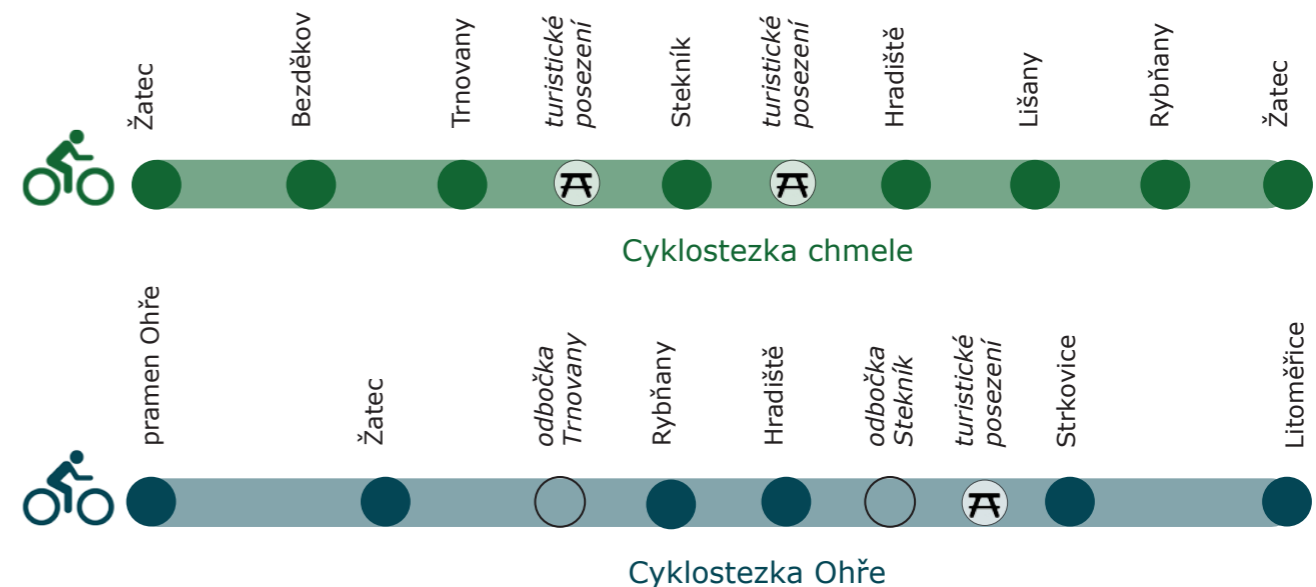 Žatec
Bezděkov
Trnovany
turistické
posezení
Stekník
turistické
posezení
Hradiště
Lišany
Rybňany
Žatec
Cyklostezka chmele
pramen Ohře
Žatec
odbočka
Trnovany
Rybňany
Hradiště
odbočka
Stekník
turistické
posezení
Strkovice
Litoměřice
Cyklostezka Ohře